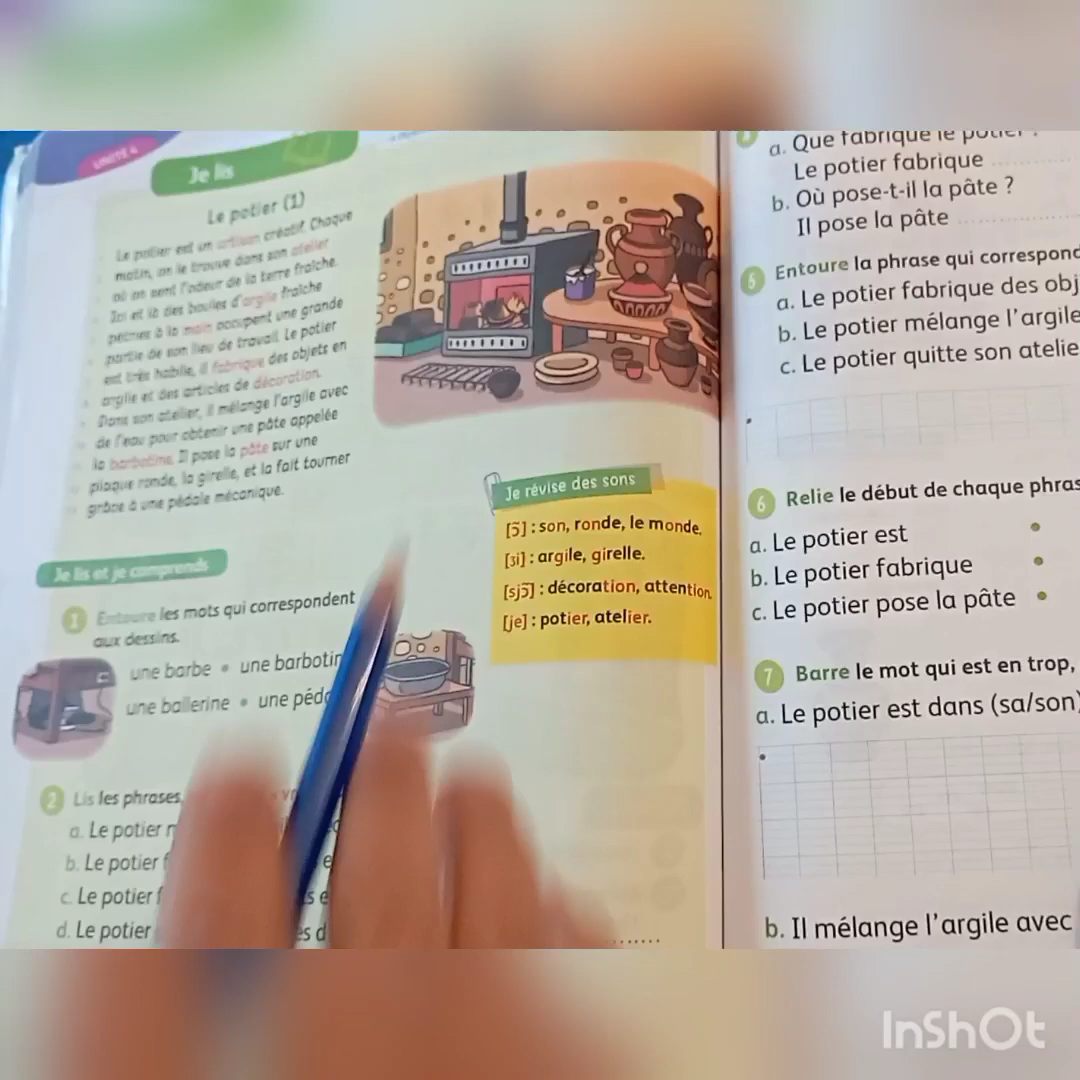 UNITÉ 4
Je lis
Le potier (1)
Le potier est un artisan créatif. Chaque
matin, on le trouve dans son atelier
où on sent l'odeur de la terre fraîche.
Ici et là des boules d'argile fraîche
à la main occupent une grande
partie de son lieu de travail. Le potier
est très habile, il fabrique des objets en
argile et des articles de décoration.
Dans son atelier, il mélange l'argile avec
de l'eau pour obtenir une pâte appelée
la barbotine. Il pose la pâte sur une
plaque ronde, la girelle, et la fait tourner
grâce à une pédale mécanique.
Je révise des sons
[ɔ̃] : son, ronde, le monde.
[ʒi] : argile, girelle.
[sjɔ̃] : décoration, attention.
[je] : potier, atelier.
Je lis et je comprends
1 Entoure les mots qui correspondent
aux dessins.
une barbe • une barbotin
une ballerine • une péd
2 Lis les phrases,
a. Le potier
b. Le potier f
c. Le potier f
d. Le potier
a. Que fabrique le potier ?
Le potier fabrique
b. Où pose-t-il la pâte ?
Il pose la pâte
5 Entoure la phrase qui correspond
a. Le potier fabrique des obj
b. Le potier mélange l'argile
c. Le potier quitte son atelie
6 Relie le début de chaque phras
a. Le potier est
b. Le potier fabrique
c. Le potier pose la pâte
7 Barre le mot qui est en trop,
a. Le potier est dans (sa/son)
b. Il mélange l'argile avec
InShOt